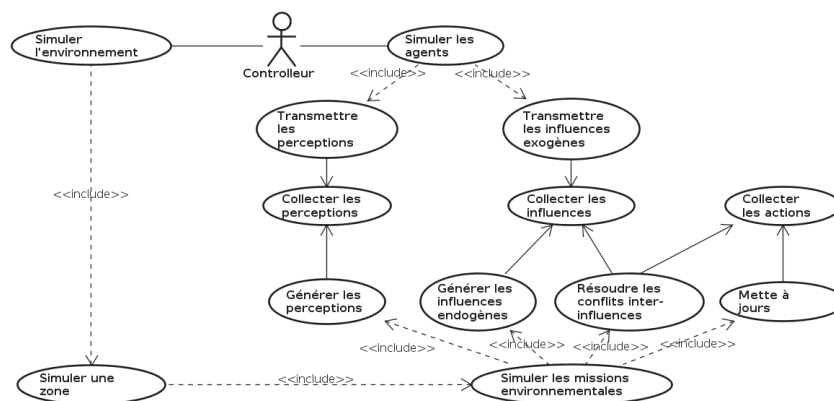 Simuler
l'environnement
Controlleur
Simuler les
agents
<<include>>
<<include>>
Transmettre
les
perceptions
Transmettre
les influences
exogènes
<<include>>
Collecter les
perceptions
Collecter les
influences
Collecter
les actions
Générer les
perceptions
Générer les
influences
endogènes
Résoudre les
conflits inter-
influences
Mette à
jours
<<include>>
<<include>>
<<include>>
<<include>>
Simuler une
zone
<<include>>
Simuler les missions
environnementales